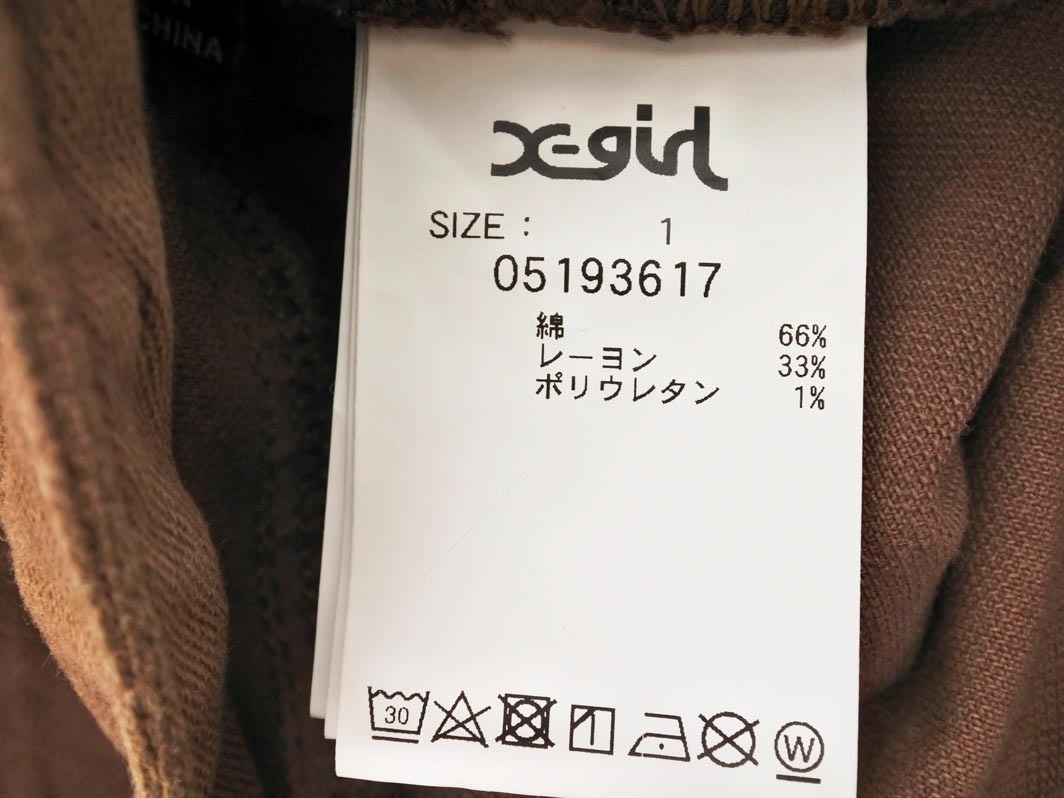 CHINA
X-girl
SIZE : 1
05193617
綿 66%
レーヨン 33%
ポリウレタン 1%
30
W